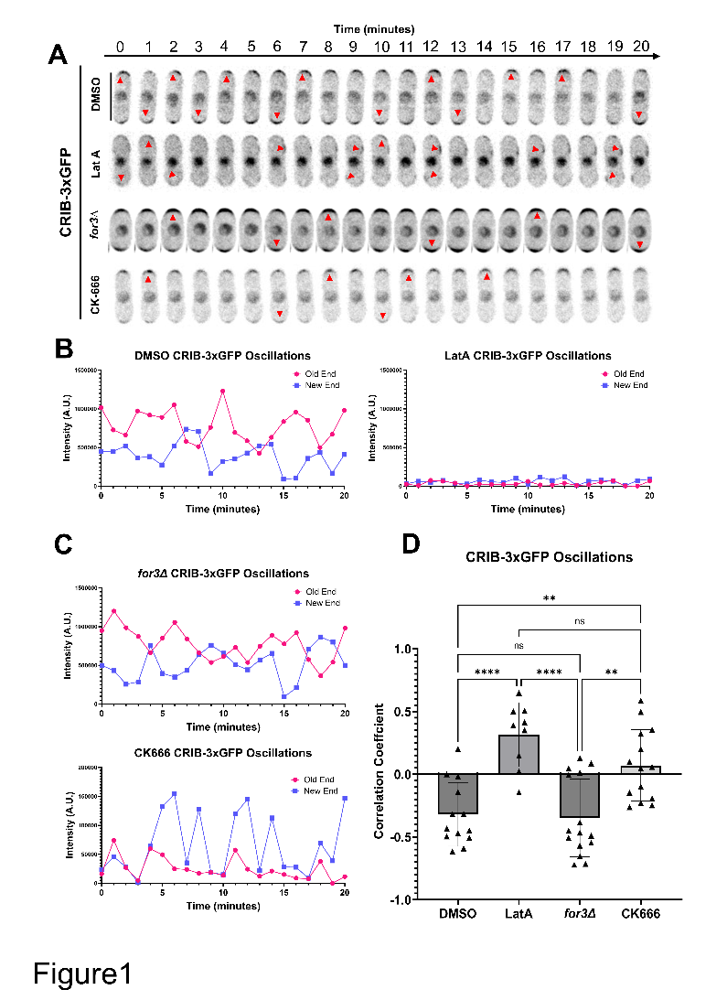 Time (minutes)
A
0 1 2 3 4 5 6 7 8 9 10 11 12 13 14 15 16 17 18 19 20
CRIB-3xGFP
DMSO
Lat A
for3Δ
CK-666
B
DMSO CRIB-3xGFP Oscillations
Intensity (A.U.)
1500000
1000000
500000
0
Old End
New End
0 5 10 15 20
Time (minutes)
LatA CRIB-3xGFP Oscillations
Intensity (A.U.)
1500000
1000000
500000
0
Old End
New End
0 5 10 15 20
Time (minutes)
C
for3Δ CRIB-3xGFP Oscillations
Intensity (A.U.)
1500000
1000000
500000
0
Old End
New End
0 5 10 15 20
Time (minutes)
CK666 CRIB-3xGFP Oscillations
Intensity (A.U.)
200000
150000
100000
50000
0
Old End
New End
0 5 10 15 20
Time (minutes)
D
CRIB-3xGFP Oscillations
**
ns
ns
**** **** **
Correlation Coeffcient
1.0
0.5
0.0
-0.5
-1.0
DMSO LatA for3Δ CK666
Figure1